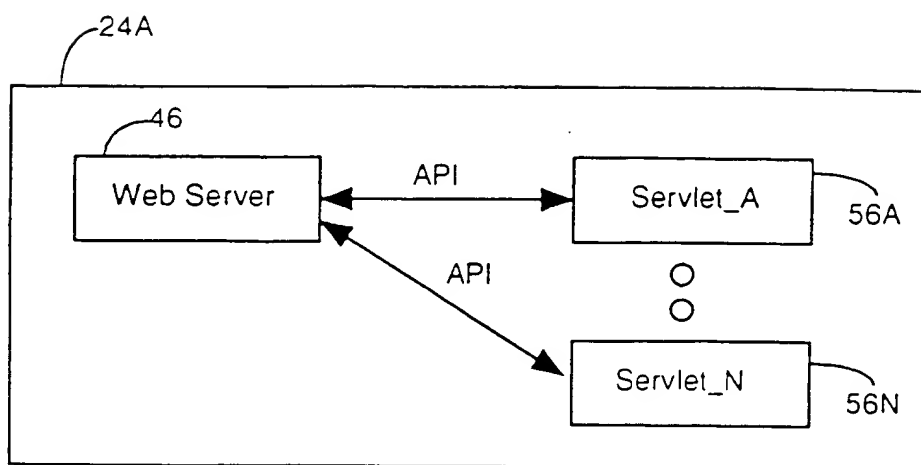 24A
46
Web Server
API
Servlet_A
56A
API
Servlet_N
56N